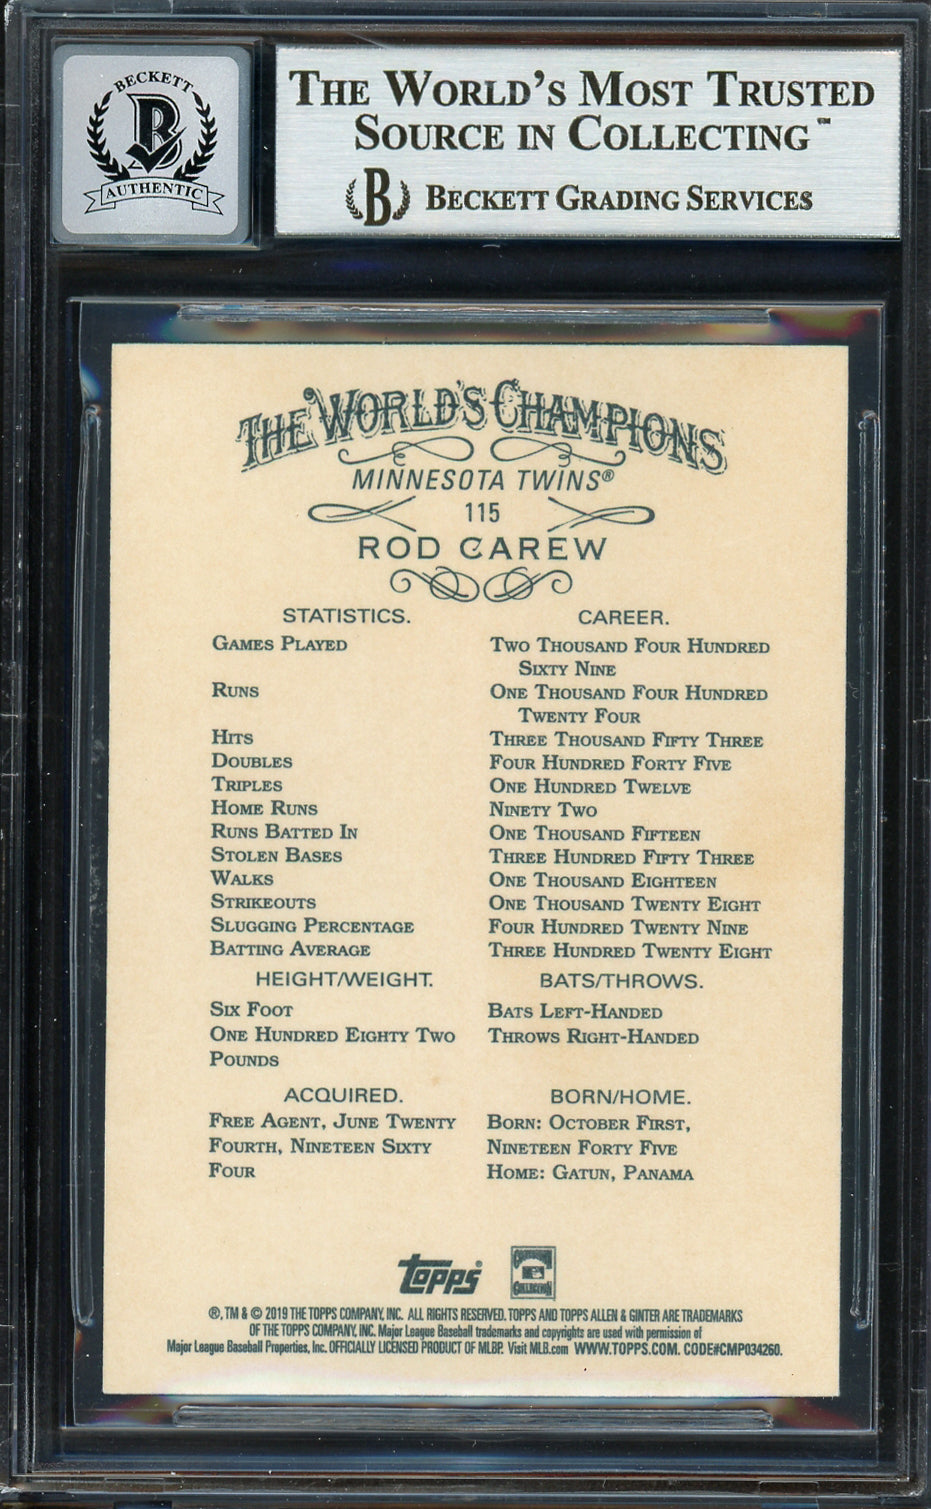 BECKETT
B
AUTHENTIC
THE WORLD'S MOST TRUSTED
SOURCE IN COLLECTING™
B BECKETT GRADING SERVICES
THE WORLD'S CHAMPIONS
MINNESOTA TWINS®
115
ROD CAREW
STATISTICS. CAREER.
GAMES PLAYED TWO THOUSAND FOUR HUNDRED
SIXTY NINE
RUNS ONE THOUSAND FOUR HUNDRED
TWENTY FOUR
HITS THREE THOUSAND FIFTY THREE
DOUBLES FOUR HUNDRED FORTY FIVE
TRIPLES ONE HUNDRED TWELVE
HOME RUNS NINETY TWO
RUNS BATTED IN ONE THOUSAND FIFTEEN
STOLEN BASES THREE HUNDRED FIFTY THREE
WALKS ONE THOUSAND EIGHTEEN
STRIKEOUTS ONE THOUSAND TWENTY EIGHT
SLUGGING PERCENTAGE FOUR HUNDRED TWENTY NINE
BATTING AVERAGE THREE HUNDRED TWENTY EIGHT
HEIGHT/WEIGHT. BATS/THROWS.
SIX FOOT BATS LEFT-HANDED
ONE HUNDRED EIGHTY TWO THROWS RIGHT-HANDED
POUNDS
ACQUIRED. BORN/HOME.
FREE AGENT, JUNE TWENTY BORN: OCTOBER FIRST,
FOURTH, NINETEEN SIXTY NINETEEN FORTY FIVE
FOUR HOME: GATUN, PANAMA
Topps® COOPERSTOWN COLLECTION
®, TM & © 2019 THE TOPPS COMPANY, INC. ALL RIGHTS RESERVED. TOPPS AND TOPPS ALLEN & GINTER ARE TRADEMARKS
OF THE TOPPS COMPANY, INC. Major League Baseball trademarks and copyrights are used with permission of
Major League Baseball Properties, Inc. OFFICIALLY LICENSED PRODUCT OF MLBP. Visit MLB.com WWW.TOPPS.COM. CODE#CMP034260.